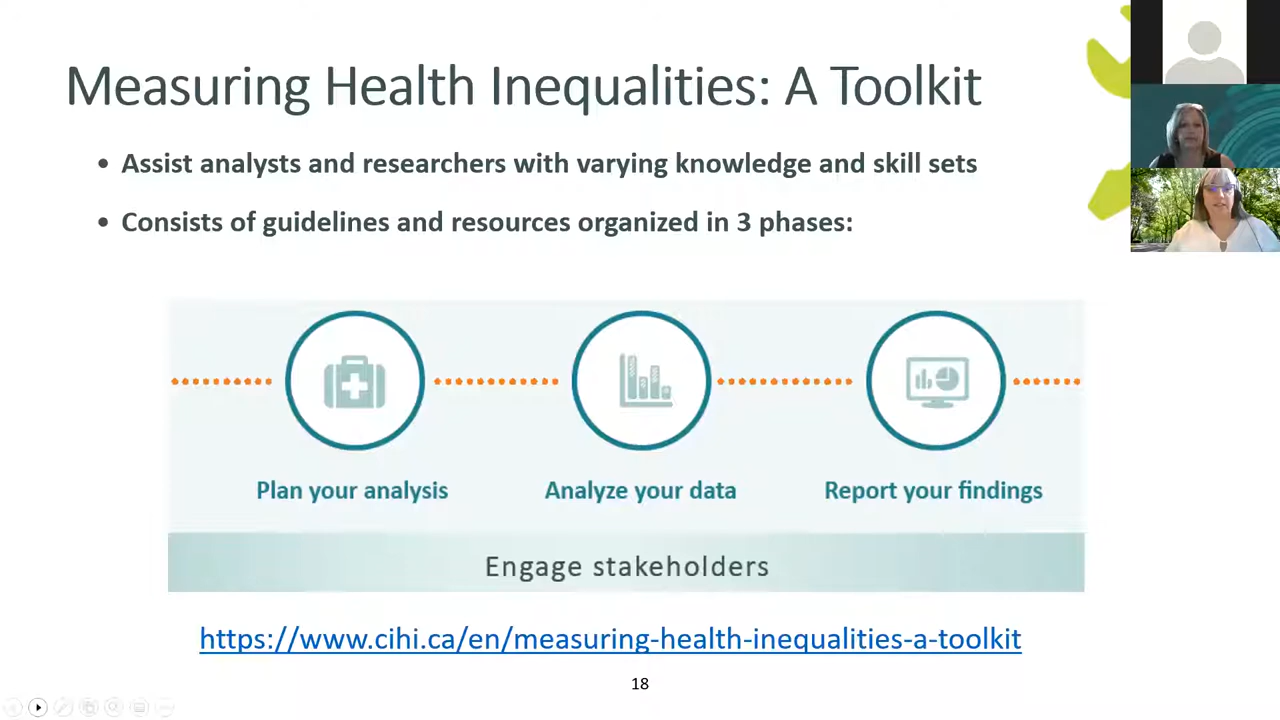 Measuring Health Inequalities: A Toolkit
• Assist analysts and researchers with varying knowledge and skill sets
• Consists of guidelines and resources organized in 3 phases:
Plan your analysis
Analyze your data
Report your findings
Engage stakeholders
https://www.cihi.ca/en/measuring-health-inequalities-a-toolkit
18